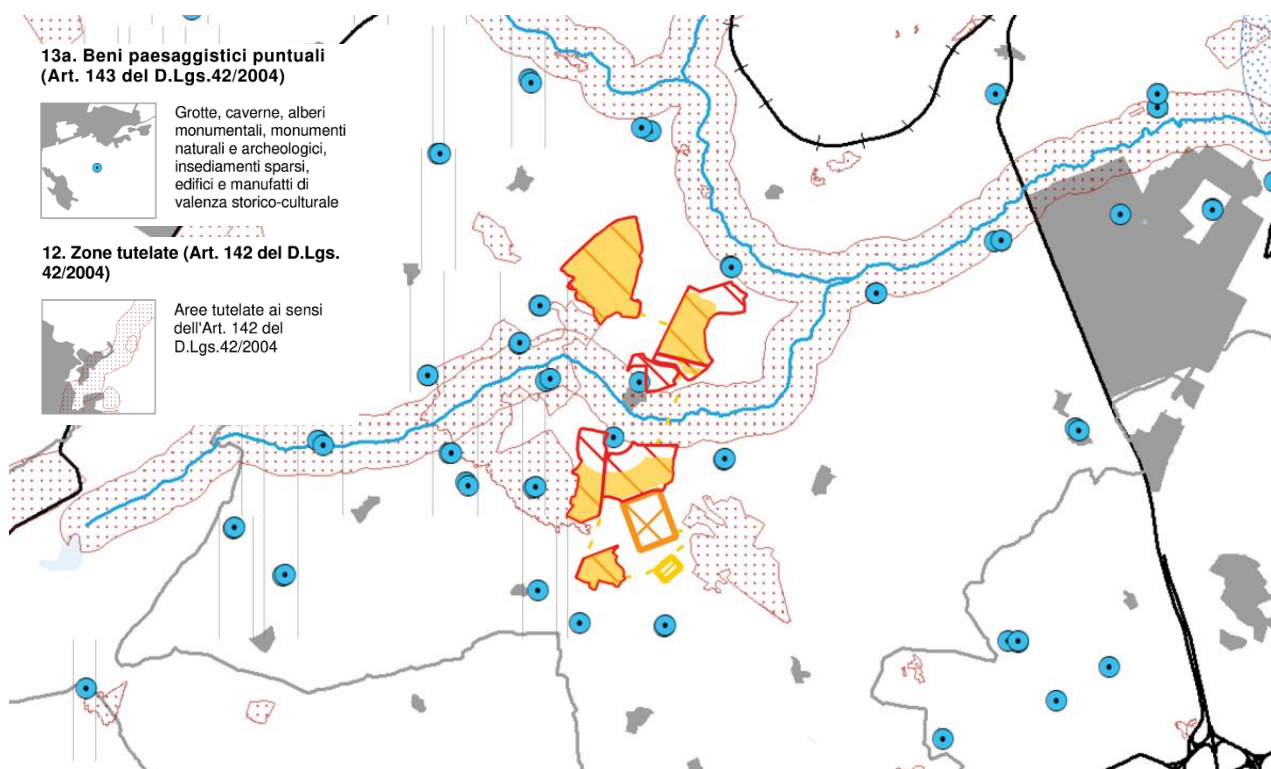 13a. Beni paesaggistici puntuali
(Art. 143 del D.Lgs.42/2004)
Grotte, caverne, alberi
monumentali, monumenti
naturali e archeologici,
insediamenti sparsi,
edifici e manufatti di
valenza storico-culturale
12. Zone tutelate (Art. 142 del D.Lgs.
42/2004)
Aree tutelate ai sensi
dell'Art. 142 del
D.Lgs.42/2004